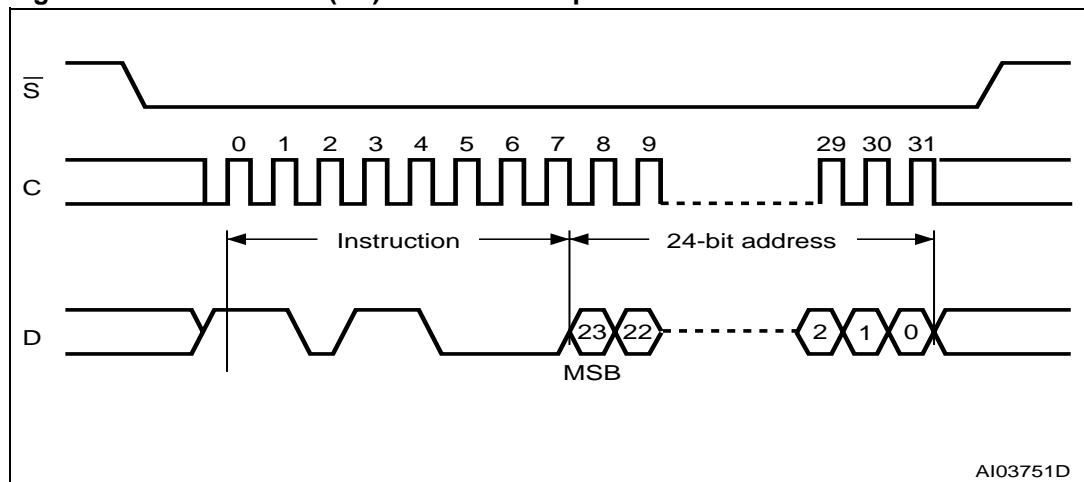 S
0 1 2 3 4 5 6 7 8 9 29 30 31
C
Instruction 24-bit address
D 23 22 2 1 0
MSB
AI03751D